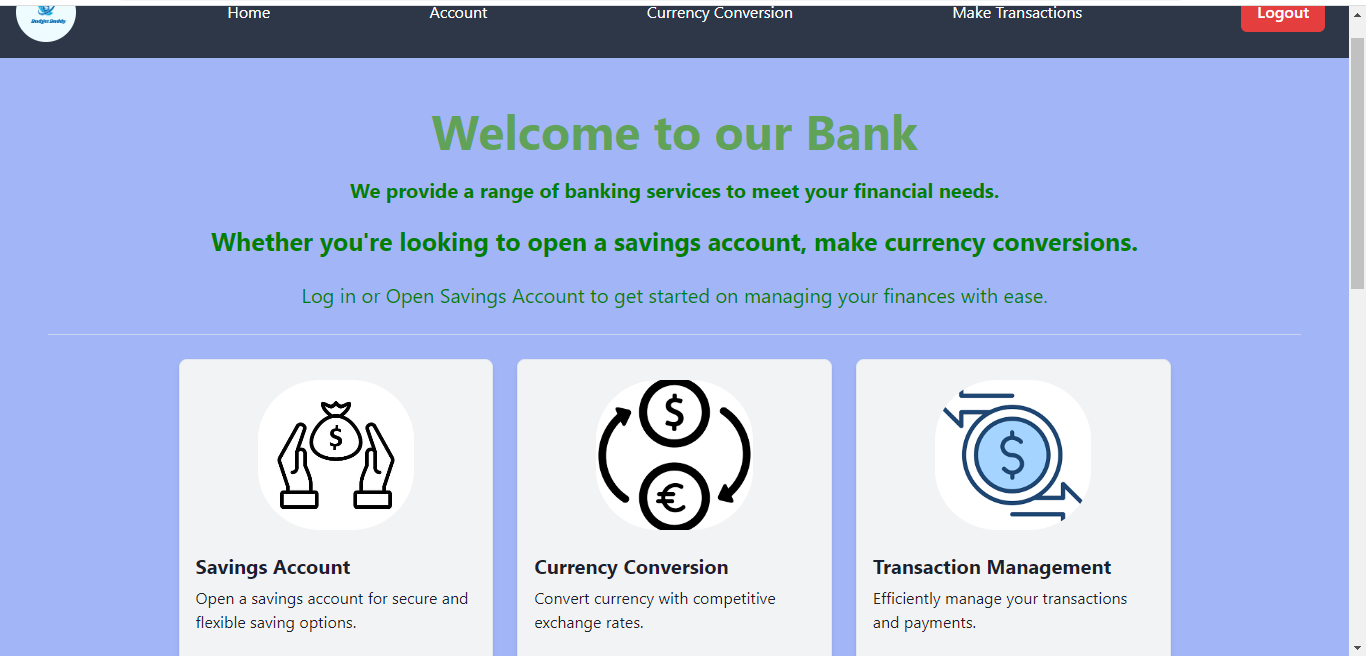 Budget Buddy
Home Account Currency Conversion Make Transactions Logout
Welcome to our Bank
We provide a range of banking services to meet your financial needs.
Whether you're looking to open a savings account, make currency conversions.
Log in or Open Savings Account to get started on managing your finances with ease.
$ $ € $
Savings Account Currency Conversion Transaction Management
Open a savings account for secure and Convert currency with competitive Efficiently manage your transactions
flexible saving options. exchange rates. and payments.